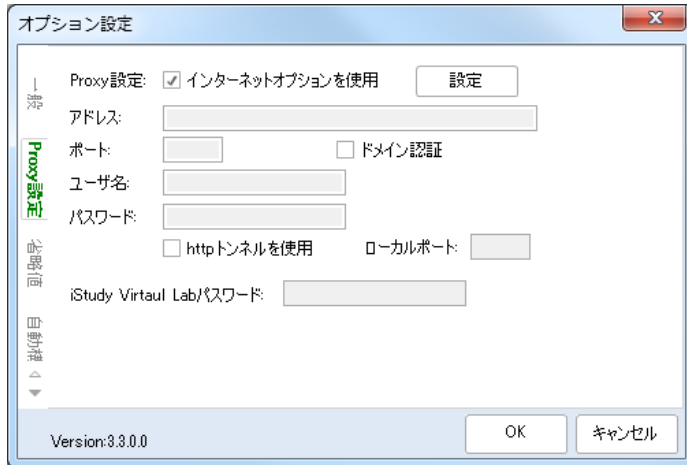 オプション設定
一般
Proxy設定
省略値
自動構
Proxy設定: インターネットオプションを使用 設定
アドレス:
ポート: ドメイン認証
ユーザ名:
パスワード:
httpトンネルを使用 ローカルポート:
iStudy Virtaul Labパスワード:
Version:3.3.0.0 OK キャンセル